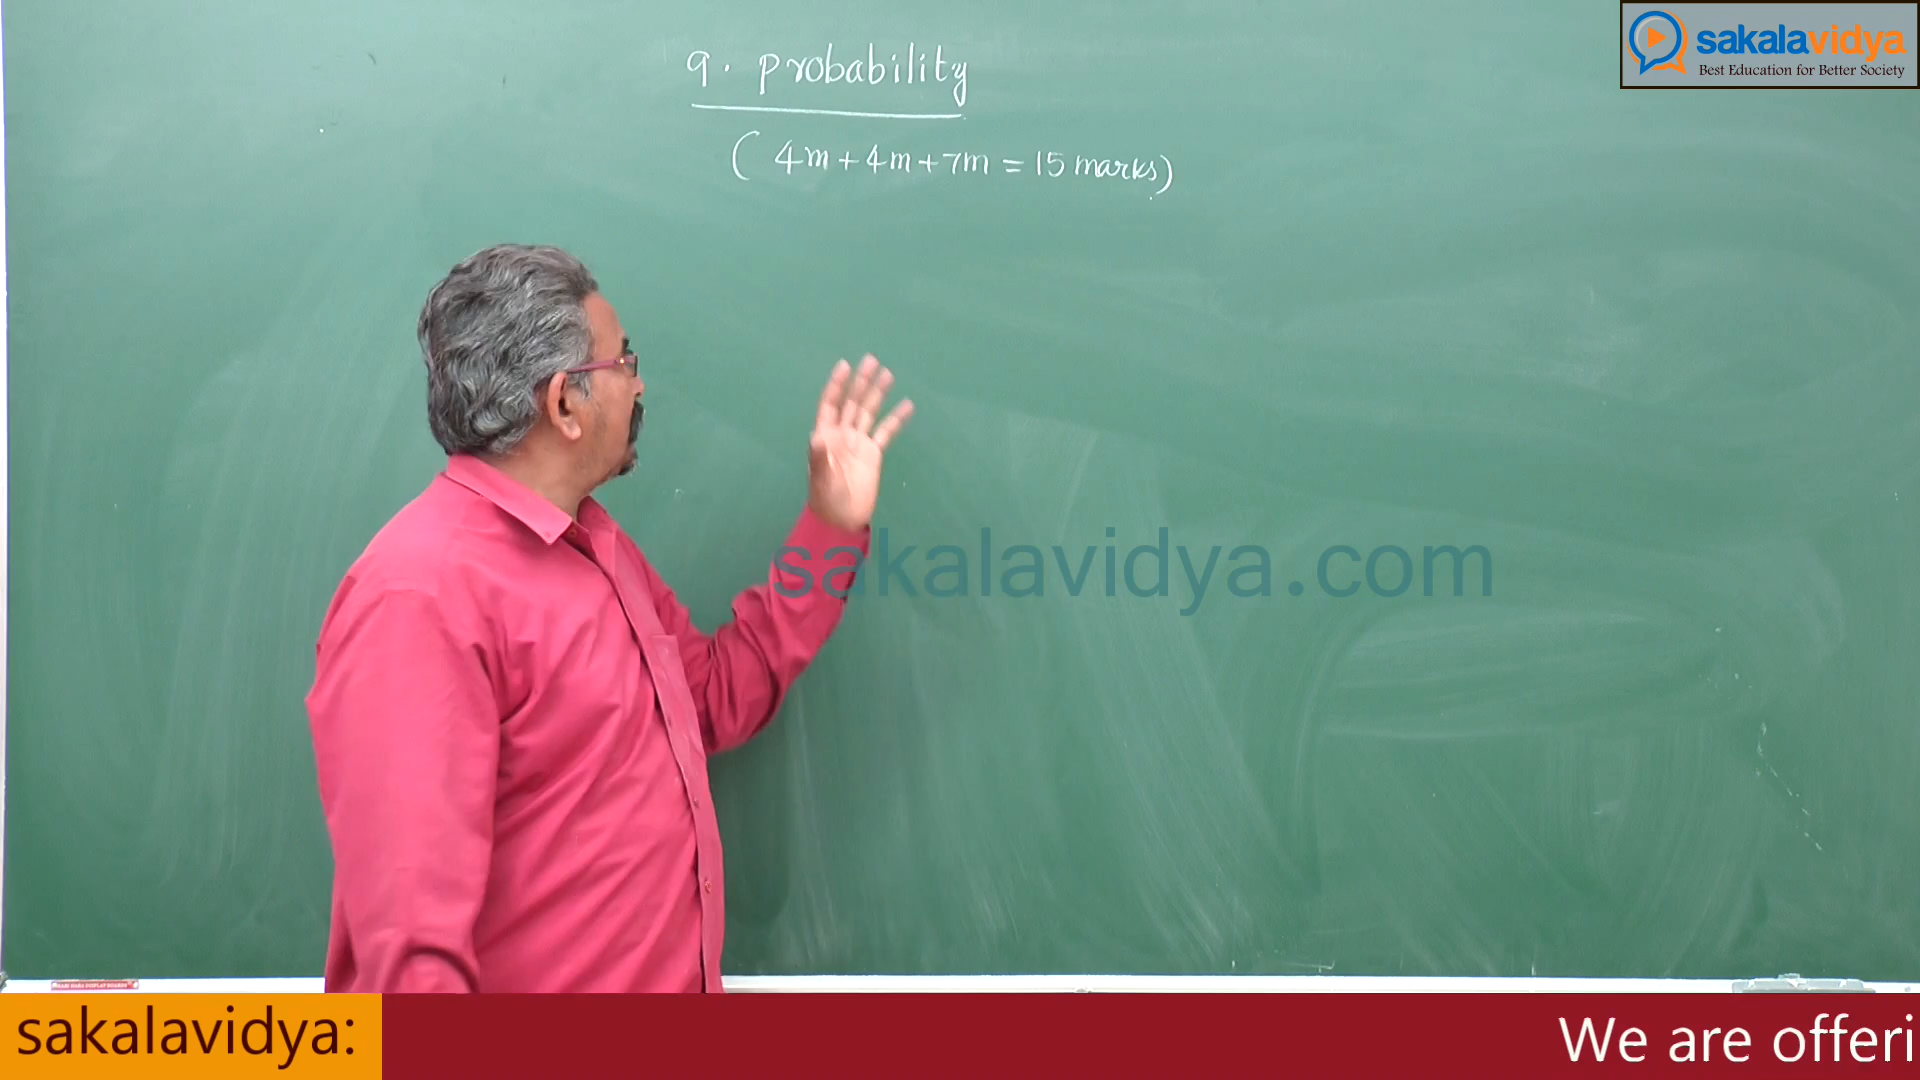 sakalavidya
Best Education for Better Society
9. probability
( 4m + 4m + 7m = 15 marks)
sakalavidya.com
sakalavidya:
We are offeri